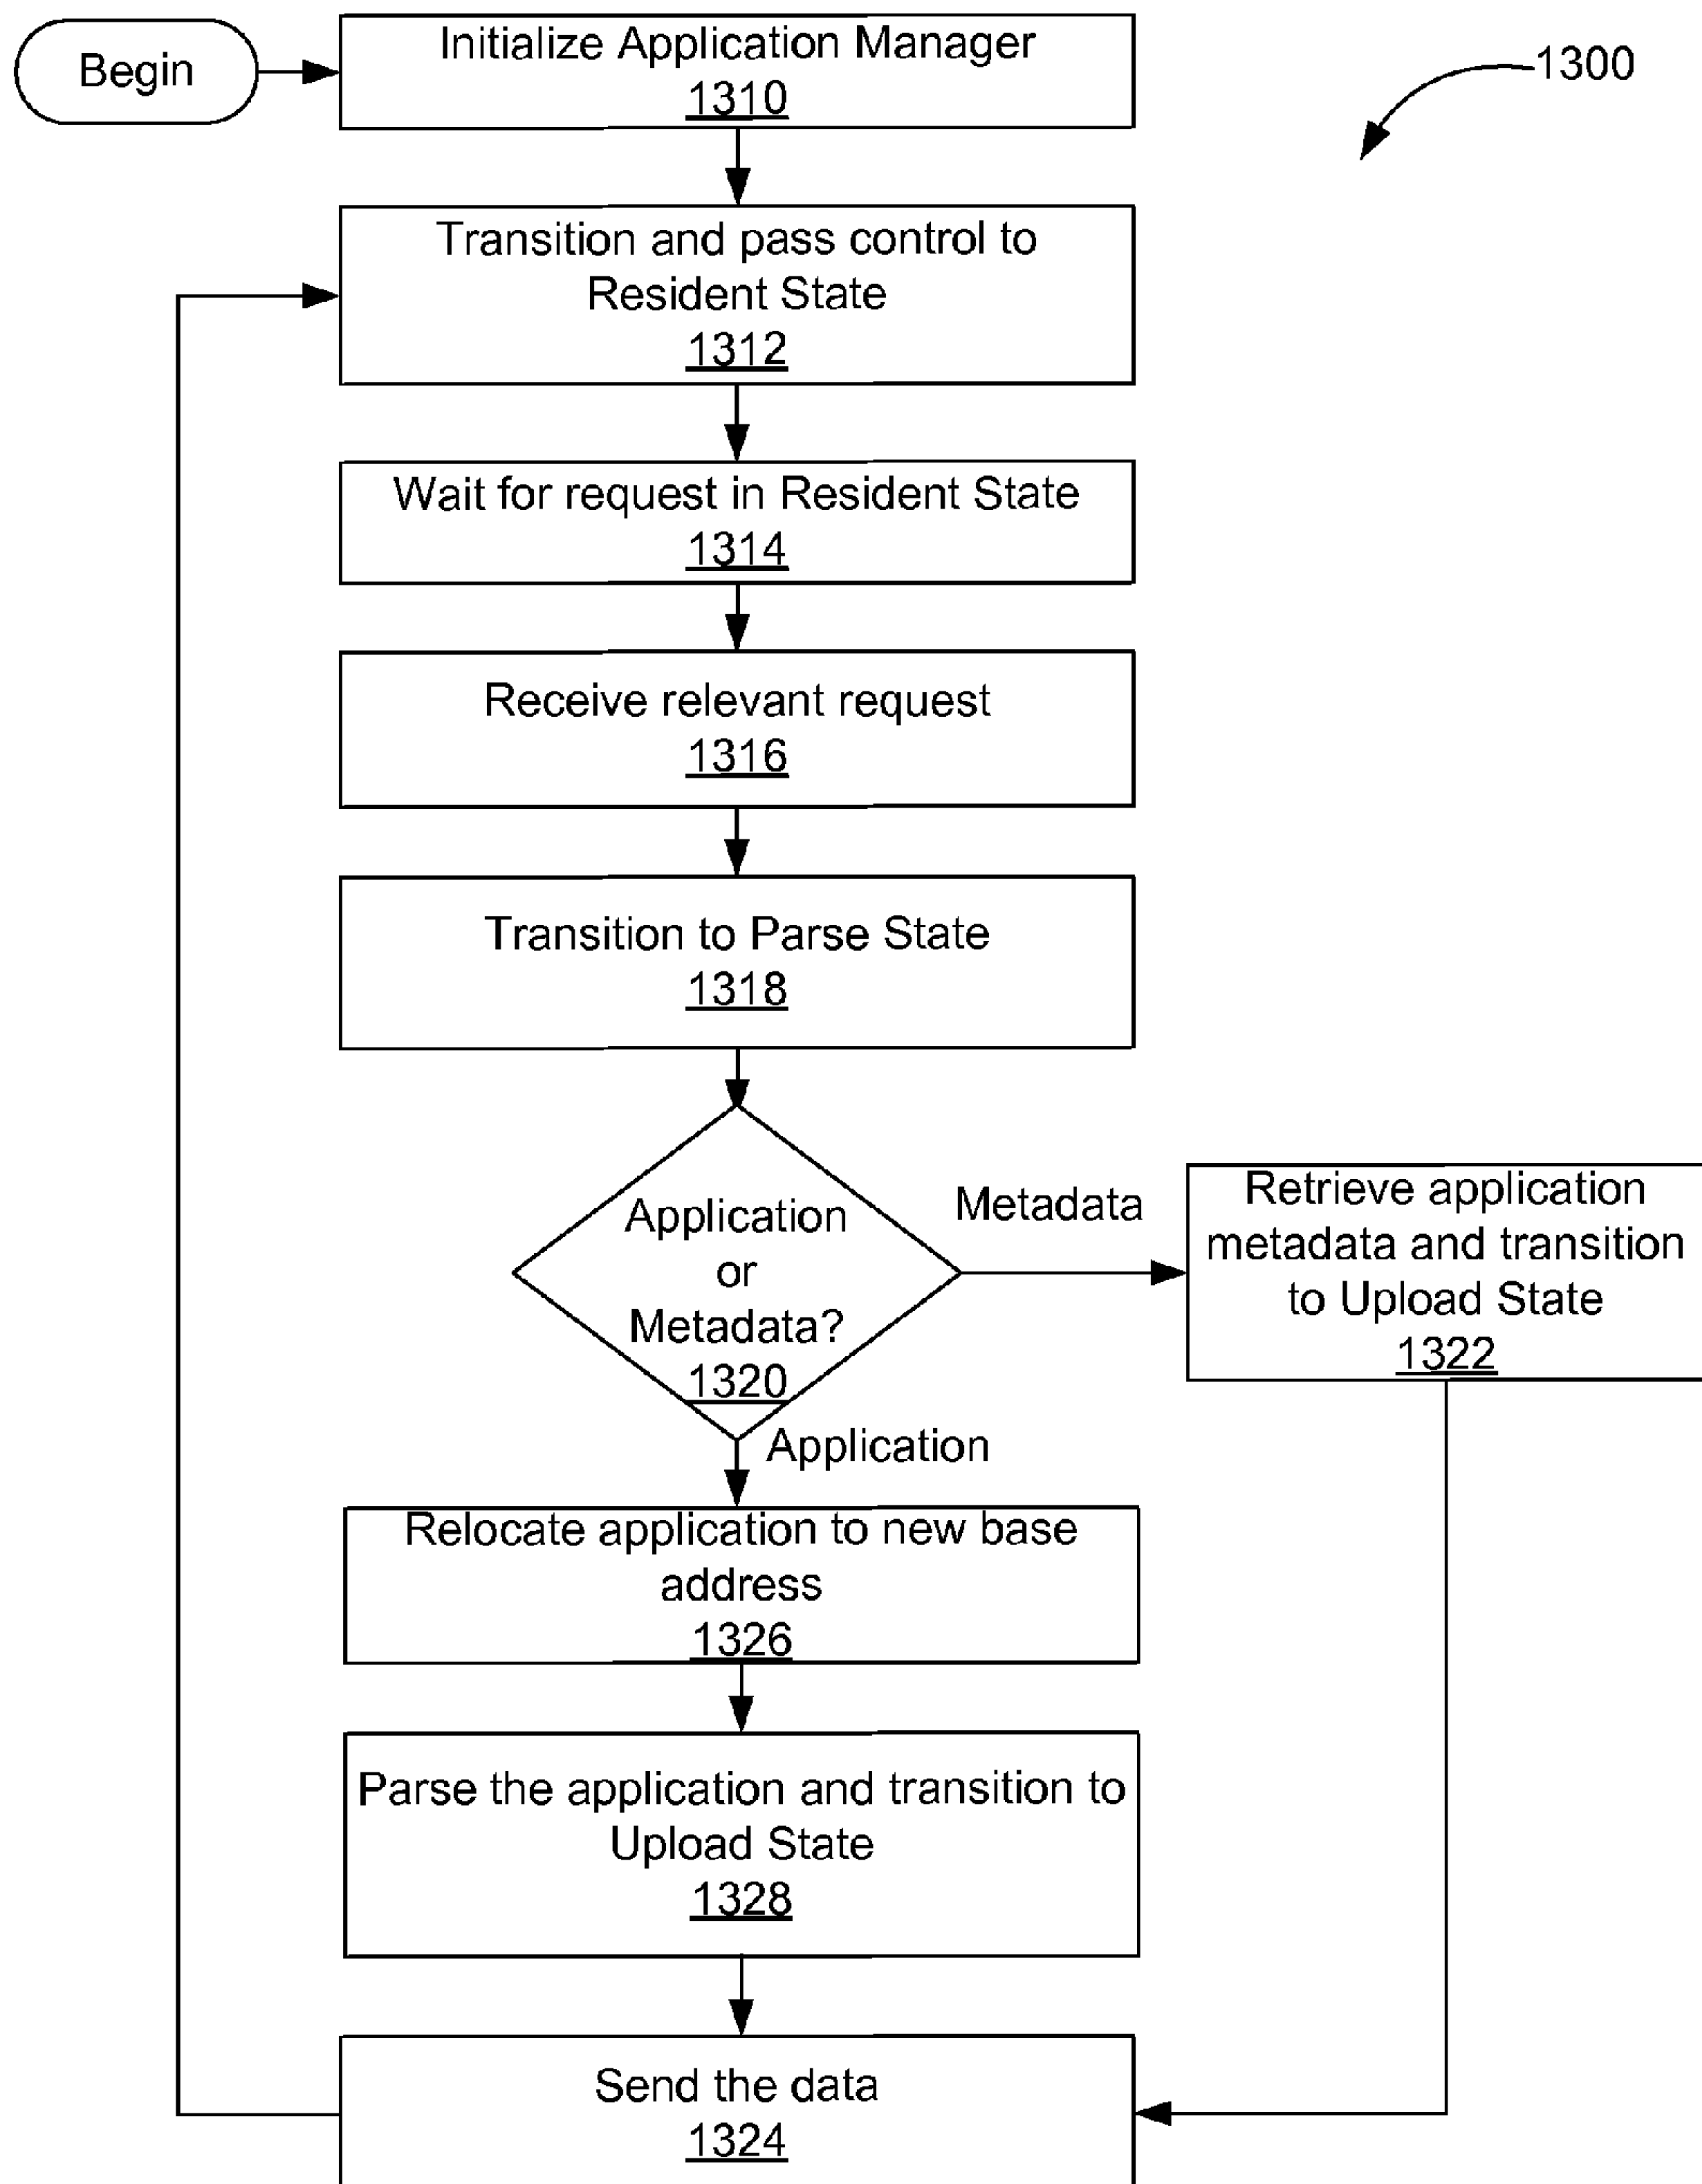 Begin
Initialize Application Manager
1310
1300
Transition and pass control to
Resident State
1312
Wait for request in Resident State
1314
Receive relevant request
1316
Transition to Parse State
1318
Application
or
Metadata?
1320
Metadata
Retrieve application
metadata and transition
to Upload State
1322
Application
Relocate application to new base
address
1326
Parse the application and transition to
Upload State
1328
Send the data
1324